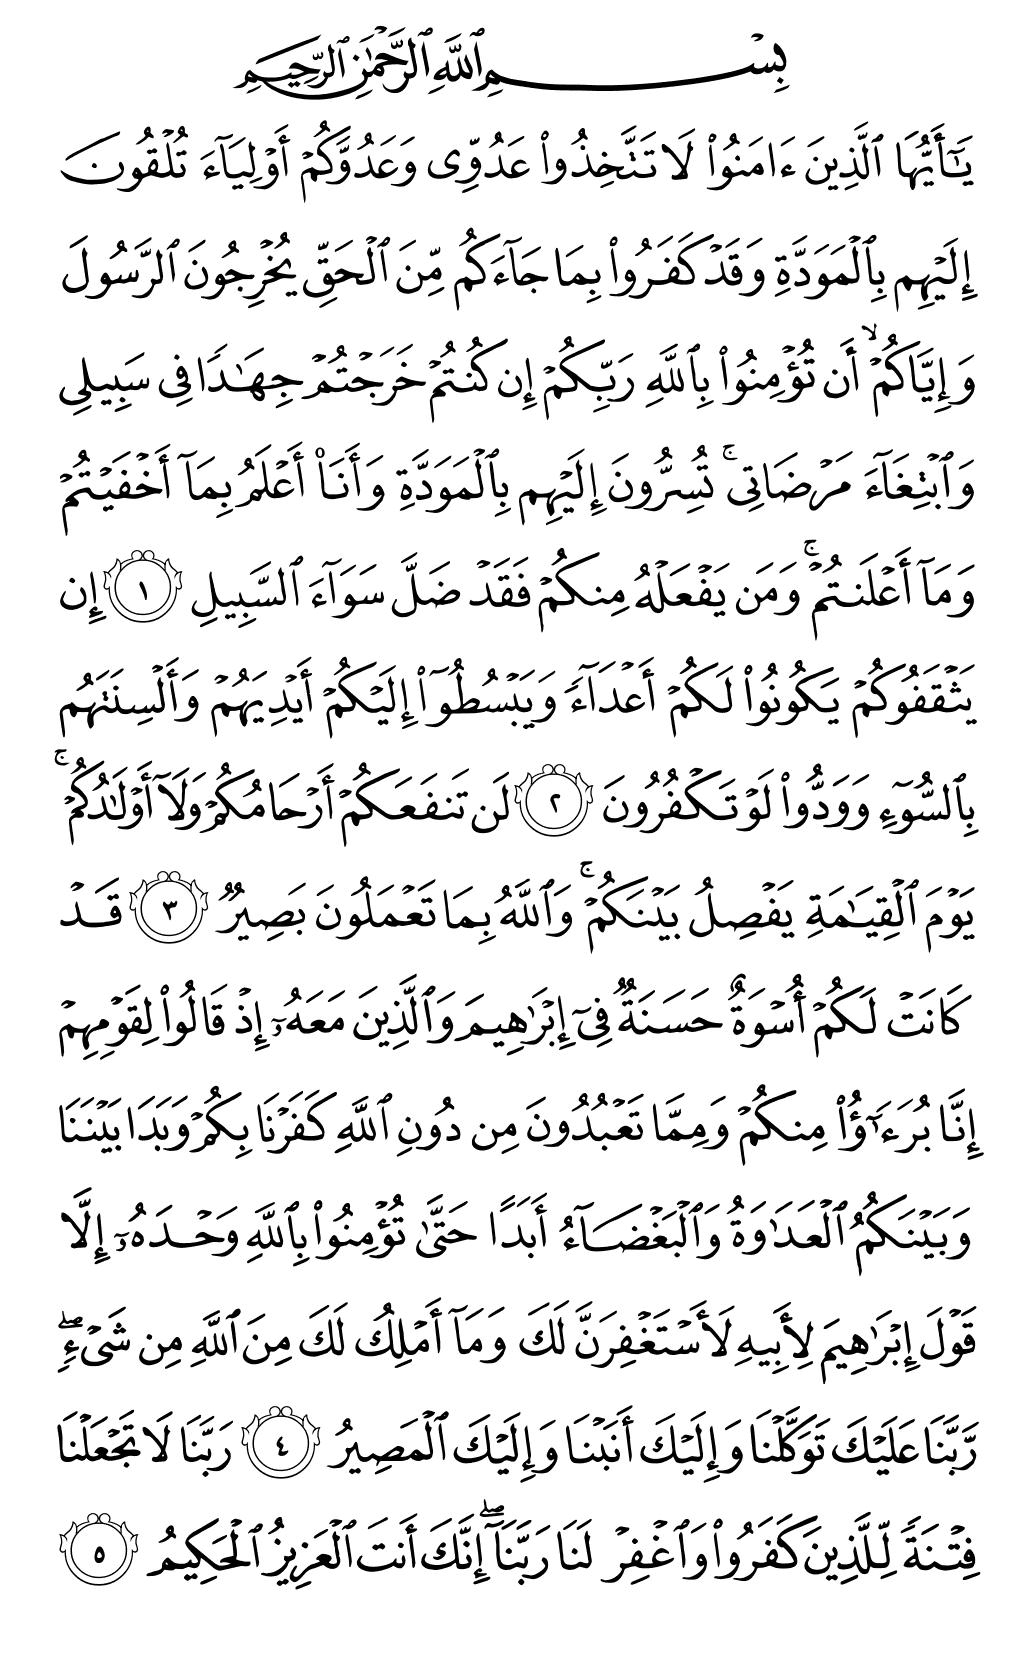 بِسْمِ ٱللَّهِ ٱلرَّحْمَٰنِ ٱلرَّحِيمِ
يَٰٓأَيُّهَا ٱلَّذِينَ ءَامَنُوا۟ لَا تَتَّخِذُوا۟ عَدُوِّى وَعَدُوَّكُمْ أَوْلِيَآءَ تُلْقُونَ
إِلَيْهِم بِٱلْمَوَدَّةِ وَقَدْ كَفَرُوا۟ بِمَا جَآءَكُم مِّنَ ٱلْحَقِّ يُخْرِجُونَ ٱلرَّسُولَ
وَإِيَّاكُمْ ۙ أَن تُؤْمِنُوا۟ بِٱللَّهِ رَبِّكُمْ إِن كُنتُمْ خَرَجْتُمْ جِهَٰدًا فِى سَبِيلِى
وَٱبْتِغَآءَ مَرْضَاتِى ۚ تُسِرُّونَ إِلَيْهِم بِٱلْمَوَدَّةِ وَأَنَا۠ أَعْلَمُ بِمَآ أَخْفَيْتُمْ
وَمَآ أَعْلَنتُمْ ۚ وَمَن يَفْعَلْهُ مِنكُمْ فَقَدْ ضَلَّ سَوَآءَ ٱلسَّبِيلِ ١ إِن
يَثْقَفُوكُمْ يَكُونُوا۟ لَكُمْ أَعْدَآءً وَيَبْسُطُوٓا۟ إِلَيْكُمْ أَيْدِيَهُمْ وَأَلْسِنَتَهُم
بِٱلسُّوٓءِ وَوَدُّوا۟ لَوْ تَكْفُرُونَ ٢ لَن تَنفَعَكُمْ أَرْحَامُكُمْ وَلَآ أَوْلَٰدُكُمْ ۚ
يَوْمَ ٱلْقِيَٰمَةِ يَفْصِلُ بَيْنَكُمْ ۚ وَٱللَّهُ بِمَا تَعْمَلُونَ بَصِيرٌ ٣ قَدْ
كَانَتْ لَكُمْ أُسْوَةٌ حَسَنَةٌ فِىٓ إِبْرَٰهِيمَ وَٱلَّذِينَ مَعَهُۥٓ إِذْ قَالُوا۟ لِقَوْمِهِمْ
إِنَّا بُرَءَٰٓؤُا۟ مِنكُمْ وَمِمَّا تَعْبُدُونَ مِن دُونِ ٱللَّهِ كَفَرْنَا بِكُمْ وَبَدَا بَيْنَنَا
وَبَيْنَكُمُ ٱلْعَدَٰوَةُ وَٱلْبَغْضَآءُ أَبَدًا حَتَّىٰ تُؤْمِنُوا۟ بِٱللَّهِ وَحْدَهُۥٓ إِلَّا
قَوْلَ إِبْرَٰهِيمَ لِأَبِيهِ لَأَسْتَغْفِرَنَّ لَكَ وَمَآ أَمْلِكُ لَكَ مِنَ ٱللَّهِ مِن شَىْءٍ ۖ
رَّبَّنَا عَلَيْكَ تَوَكَّلْنَا وَإِلَيْكَ أَنَبْنَا وَإِلَيْكَ ٱلْمَصِيرُ ٤ رَبَّنَا لَا تَجْعَلْنَا
فِتْنَةً لِّلَّذِينَ كَفَرُوا۟ وَٱغْفِرْ لَنَا رَبَّنَآ ۖ إِنَّكَ أَنتَ ٱلْعَزِيزُ ٱلْحَكِيمُ ٥